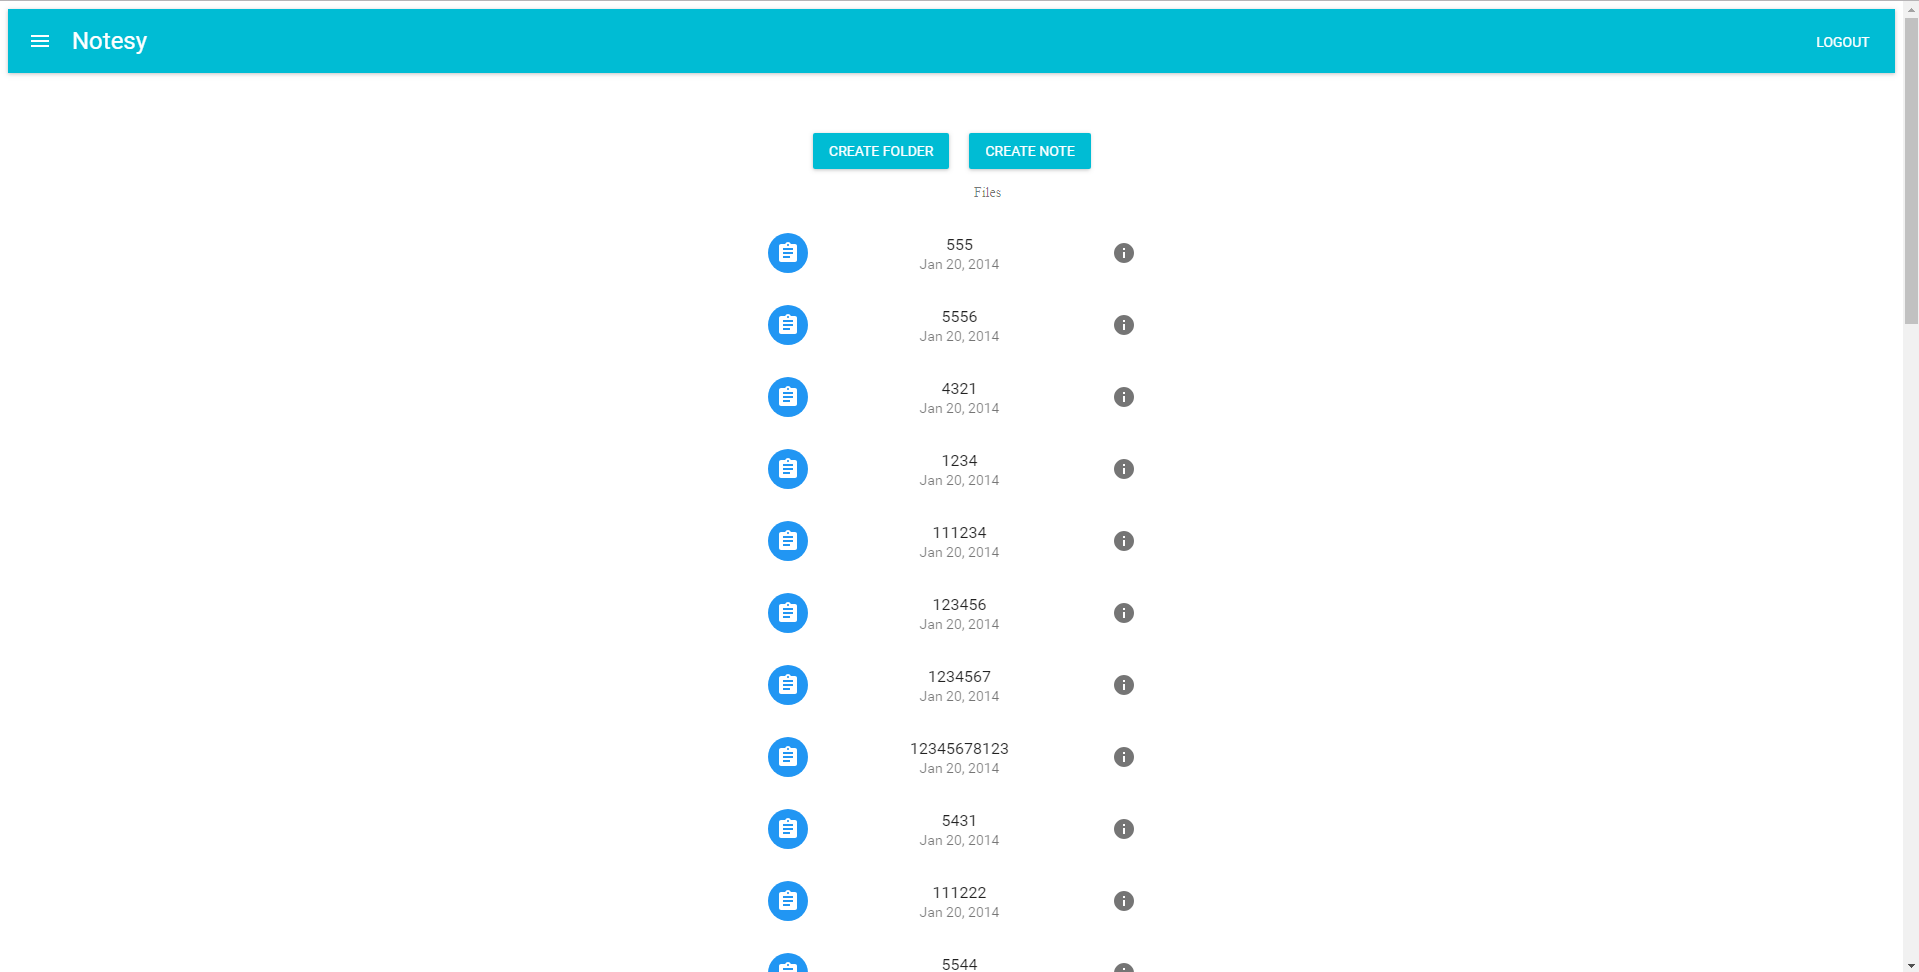 Notesy
LOGOUT
CREATE FOLDER
CREATE NOTE
Files
555
Jan 20, 2014
5556
Jan 20, 2014
4321
Jan 20, 2014
1234
Jan 20, 2014
111234
Jan 20, 2014
123456
Jan 20, 2014
1234567
Jan 20, 2014
12345678123
Jan 20, 2014
5431
Jan 20, 2014
111222
Jan 20, 2014
5544